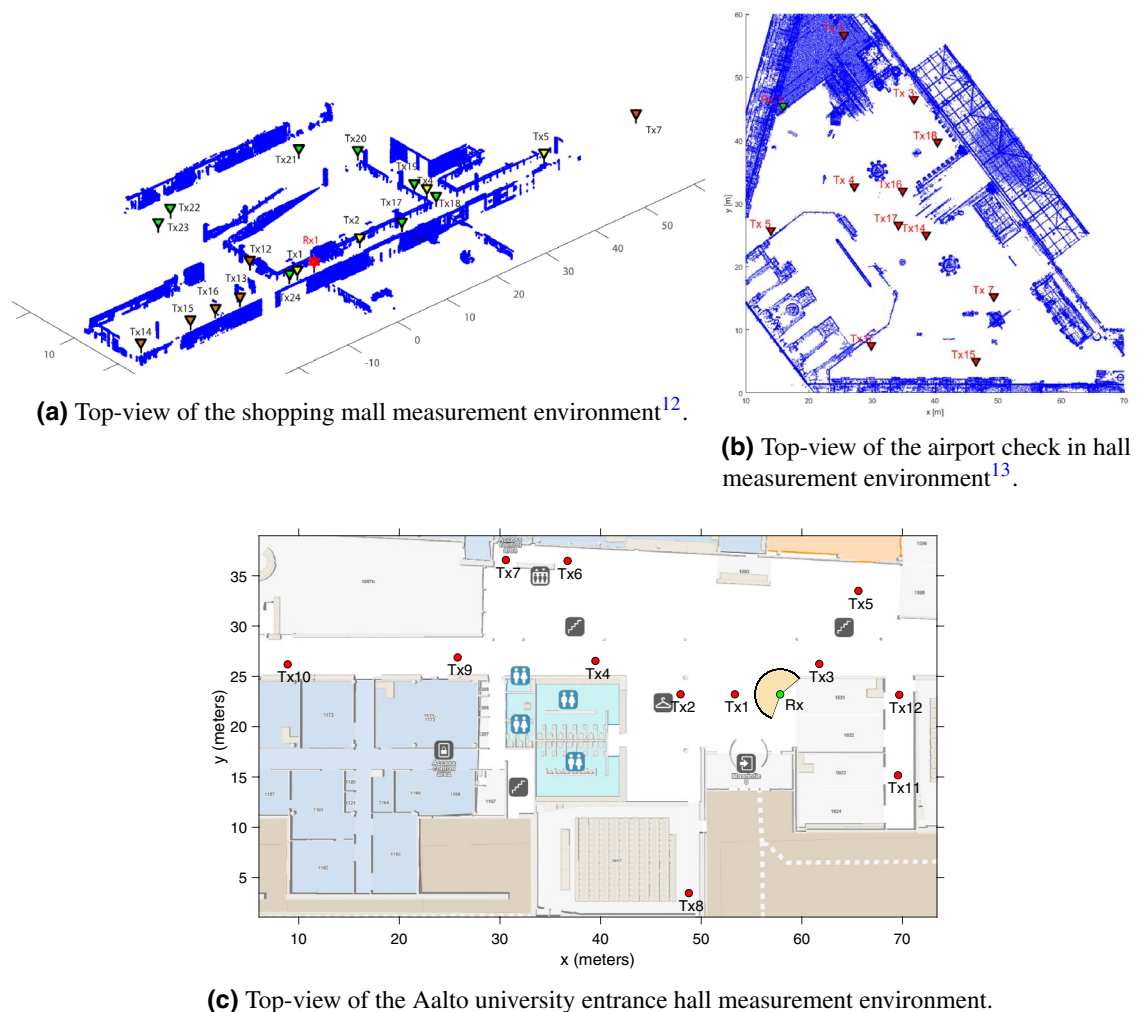 Tx7
Tx20
Tx5
Tx21
Tx19
Tx4
Tx22
Tx17
Tx18
Tx23
Tx2
Rx1
Tx12
Tx1
Tx13
Tx24
Tx16
Tx15
Tx14
10
-10
0
10
20
30
40
50
(a) Top-view of the shopping mall measurement environment12.
60
50
40
30
20
10
0
y [m]
Tx 3
Tx18
Tx 4
Tx16
Tx17
Tx14
Tx 5
Tx 7
Tx15
10
20
30
40
50
60
70
x [m]
(b) Top-view of the airport check in hall
measurement environment13.
35
30
25
20
15
10
5
y (meters)
Tx7
Tx6
Tx5
Tx10
Tx9
Tx4
Tx3
Tx2
Tx1
Rx
Tx12
Tx11
Tx8
10
20
30
40
50
60
70
x (meters)
(c) Top-view of the Aalto university entrance hall measurement environment.